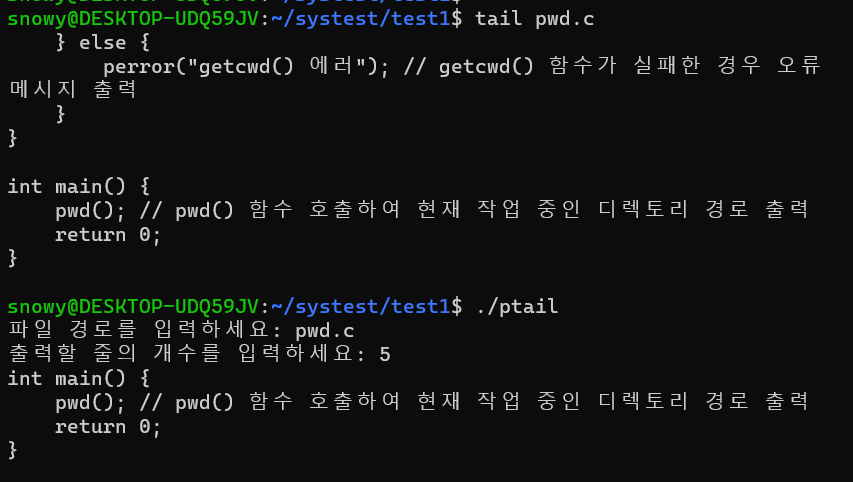 snowy@DESKTOP-UDQ59JV:~/systest/test1$ tail pwd.c
    } else {
        perror("getcwd() 에러"); // getcwd() 함수가 실패한 경우 오류
메시지 출력
    }
}

int main() {
    pwd(); // pwd() 함수 호출하여 현재 작업 중인 디렉토리 경로 출력
    return 0;
}

snowy@DESKTOP-UDQ59JV:~/systest/test1$ ./ptail
파일 경로를 입력하세요: pwd.c
출력할 줄의 개수를 입력하세요: 5
int main() {
    pwd(); // pwd() 함수 호출하여 현재 작업 중인 디렉토리 경로 출력
    return 0;
}